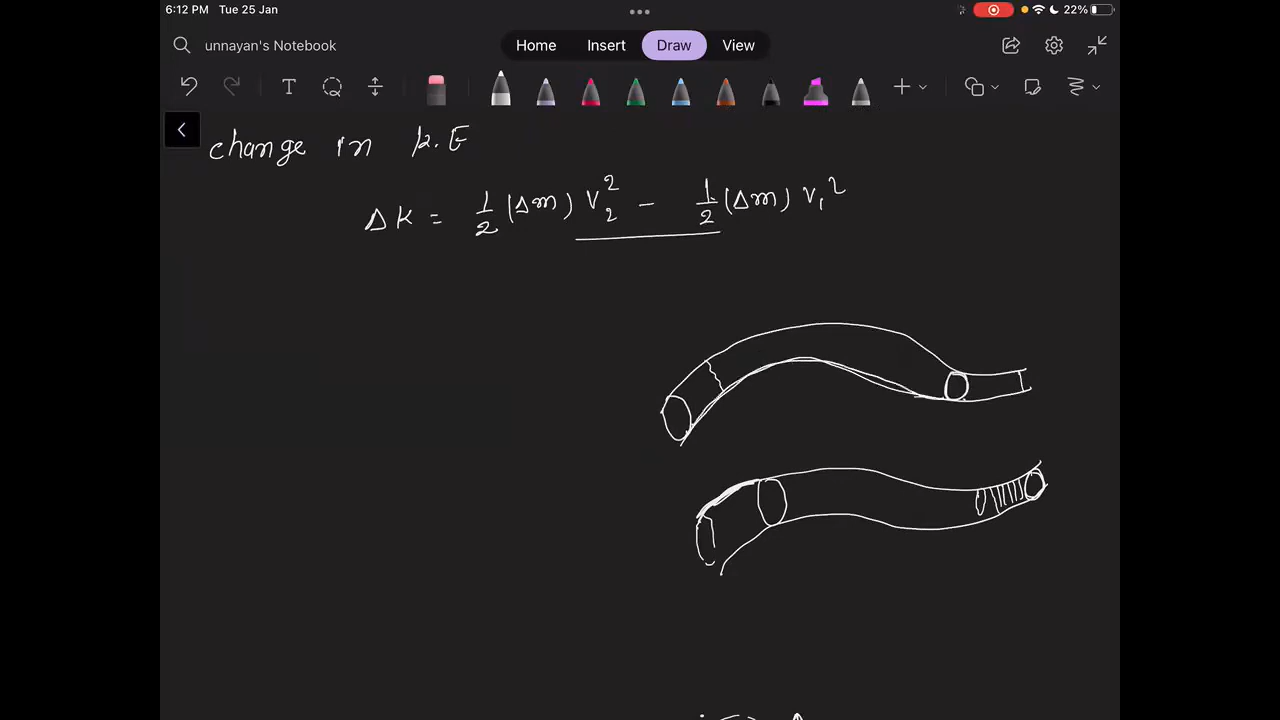 6:12 PM Tue 25 Jan
22%
unnayan's Notebook
Home Insert Draw View
change in k.E
ΔK = 1/2 (Δm) V₂² - 1/2 (Δm) V₁²